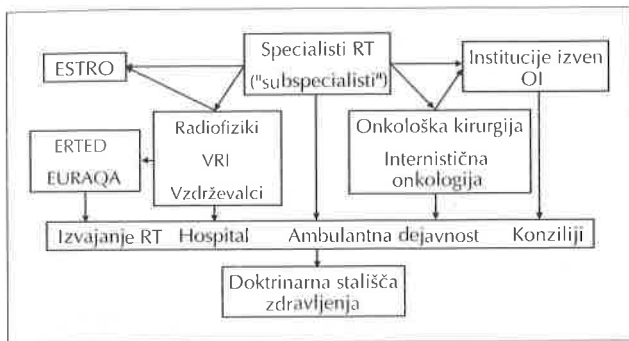 Specialisti RT
("subspecialisti")
ESTRO
Institucije izven
OI
Radiofiziki
VRI
Vzdrževalci
Onkološka kirurgija
Internistična
onkologija
ERTED
EURAQA
Izvajanje RT Hospital Ambulantna dejavnost Konziliji
Doktrinarna stališča
zdravljenja